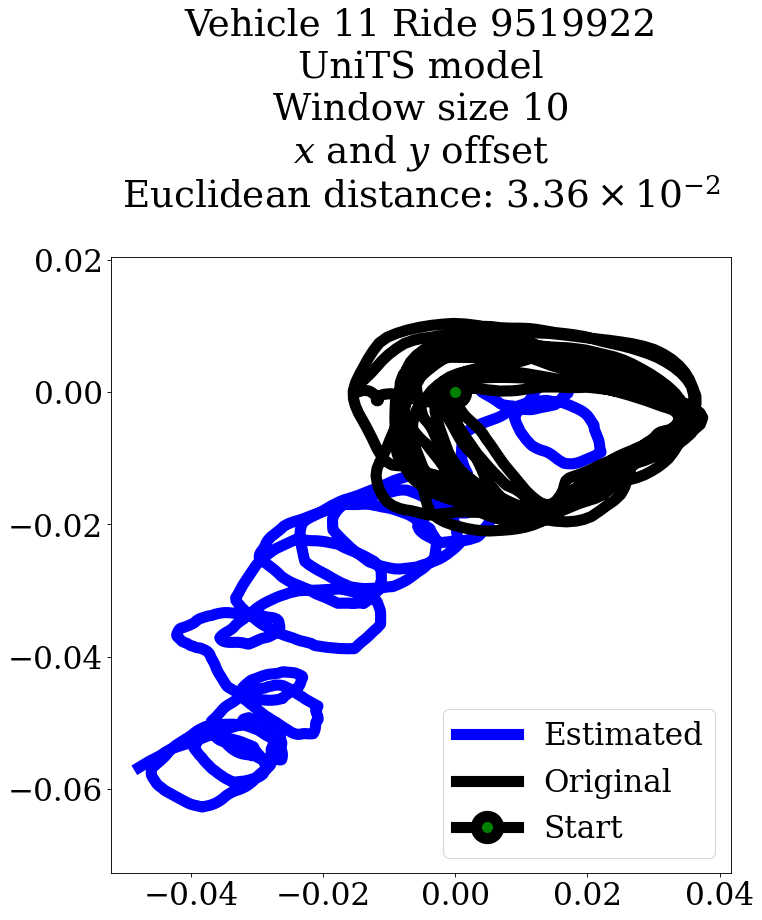 Vehicle 11 Ride 9519922
UniTS model
Window size 10
x and y offset
Euclidean distance: 3.36 × 10⁻²
0.02
0.00
−0.02
−0.04
−0.06
Estimated
Original
Start
−0.04 −0.02 0.00 0.02 0.04